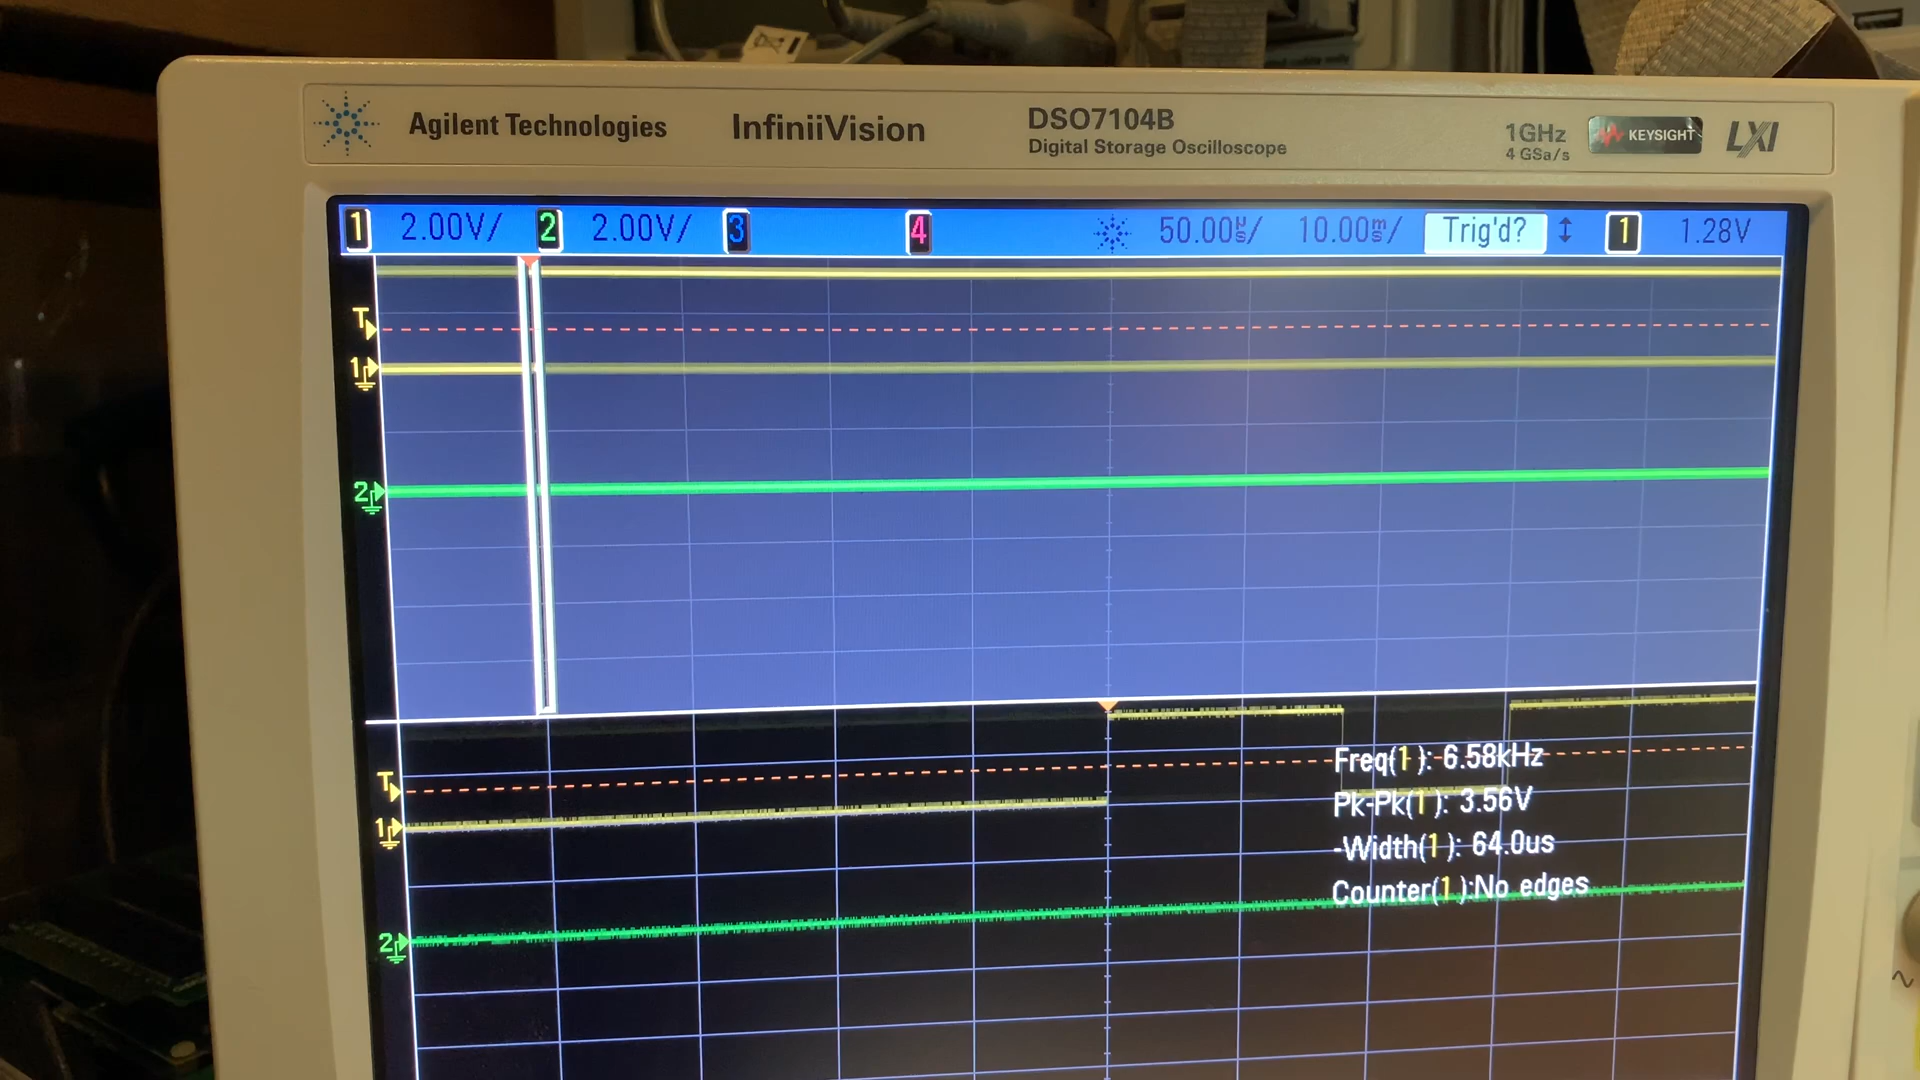 Agilent Technologies InfiniiVision DSO7104B
Digital Storage Oscilloscope
1GHz
4 GSa/s
KEYSIGHT
LXI
1 2.00V/ 2 2.00V/ 3 4 50.00µs/ 10.00ms/ Trig'd? ↕ 1 1.28V
T
1
2
T
1
2
Freq(1): 6.58kHz
Pk-Pk(1): 3.56V
-Width(1): 64.0us
Counter(1):No edges